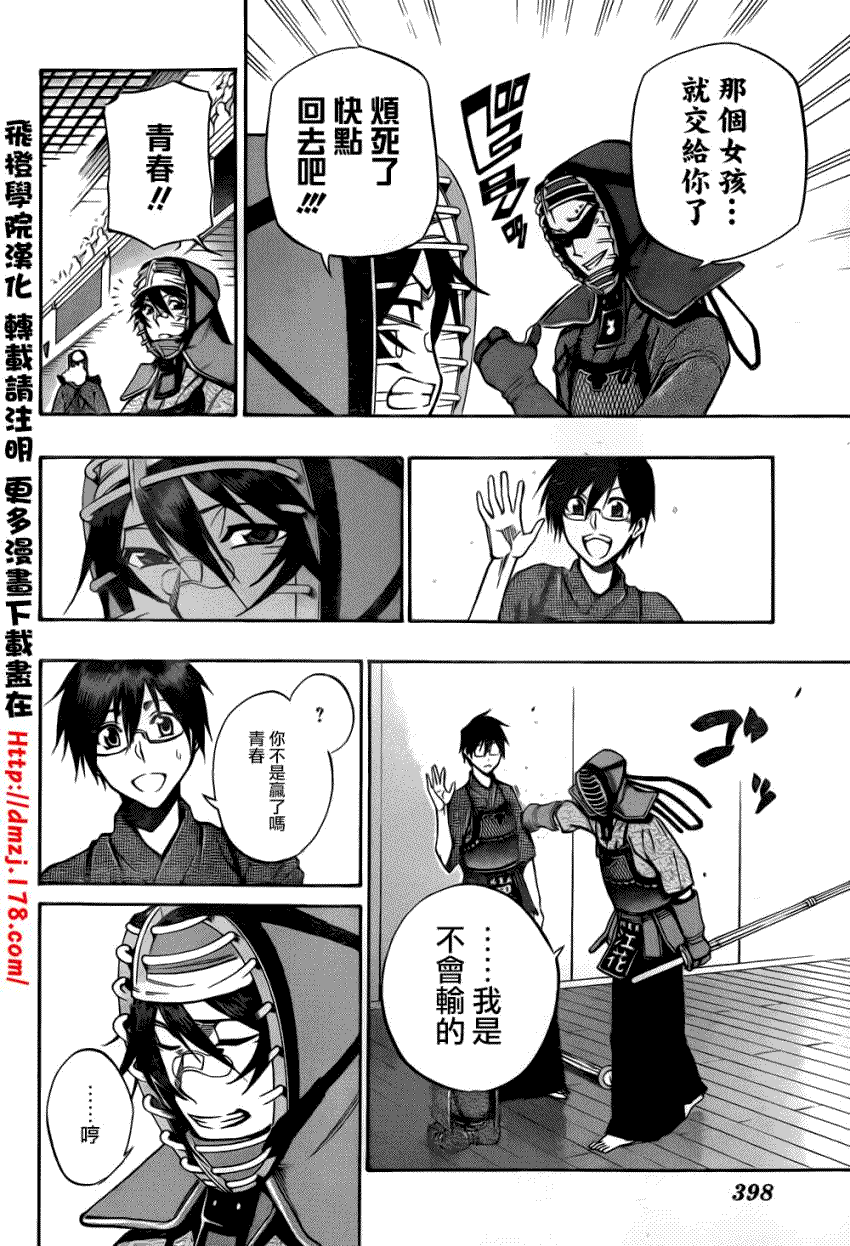 那個女孩…
就交給你了
煩死了
快點
回去吧!!!
青春!!
?
你不是贏了嗎
青春
……我是
不會輸的
……哼
398
飛橙學院漢化 轉載請注明 更多漫畫下載盡在 Http://dmzj.178.com/